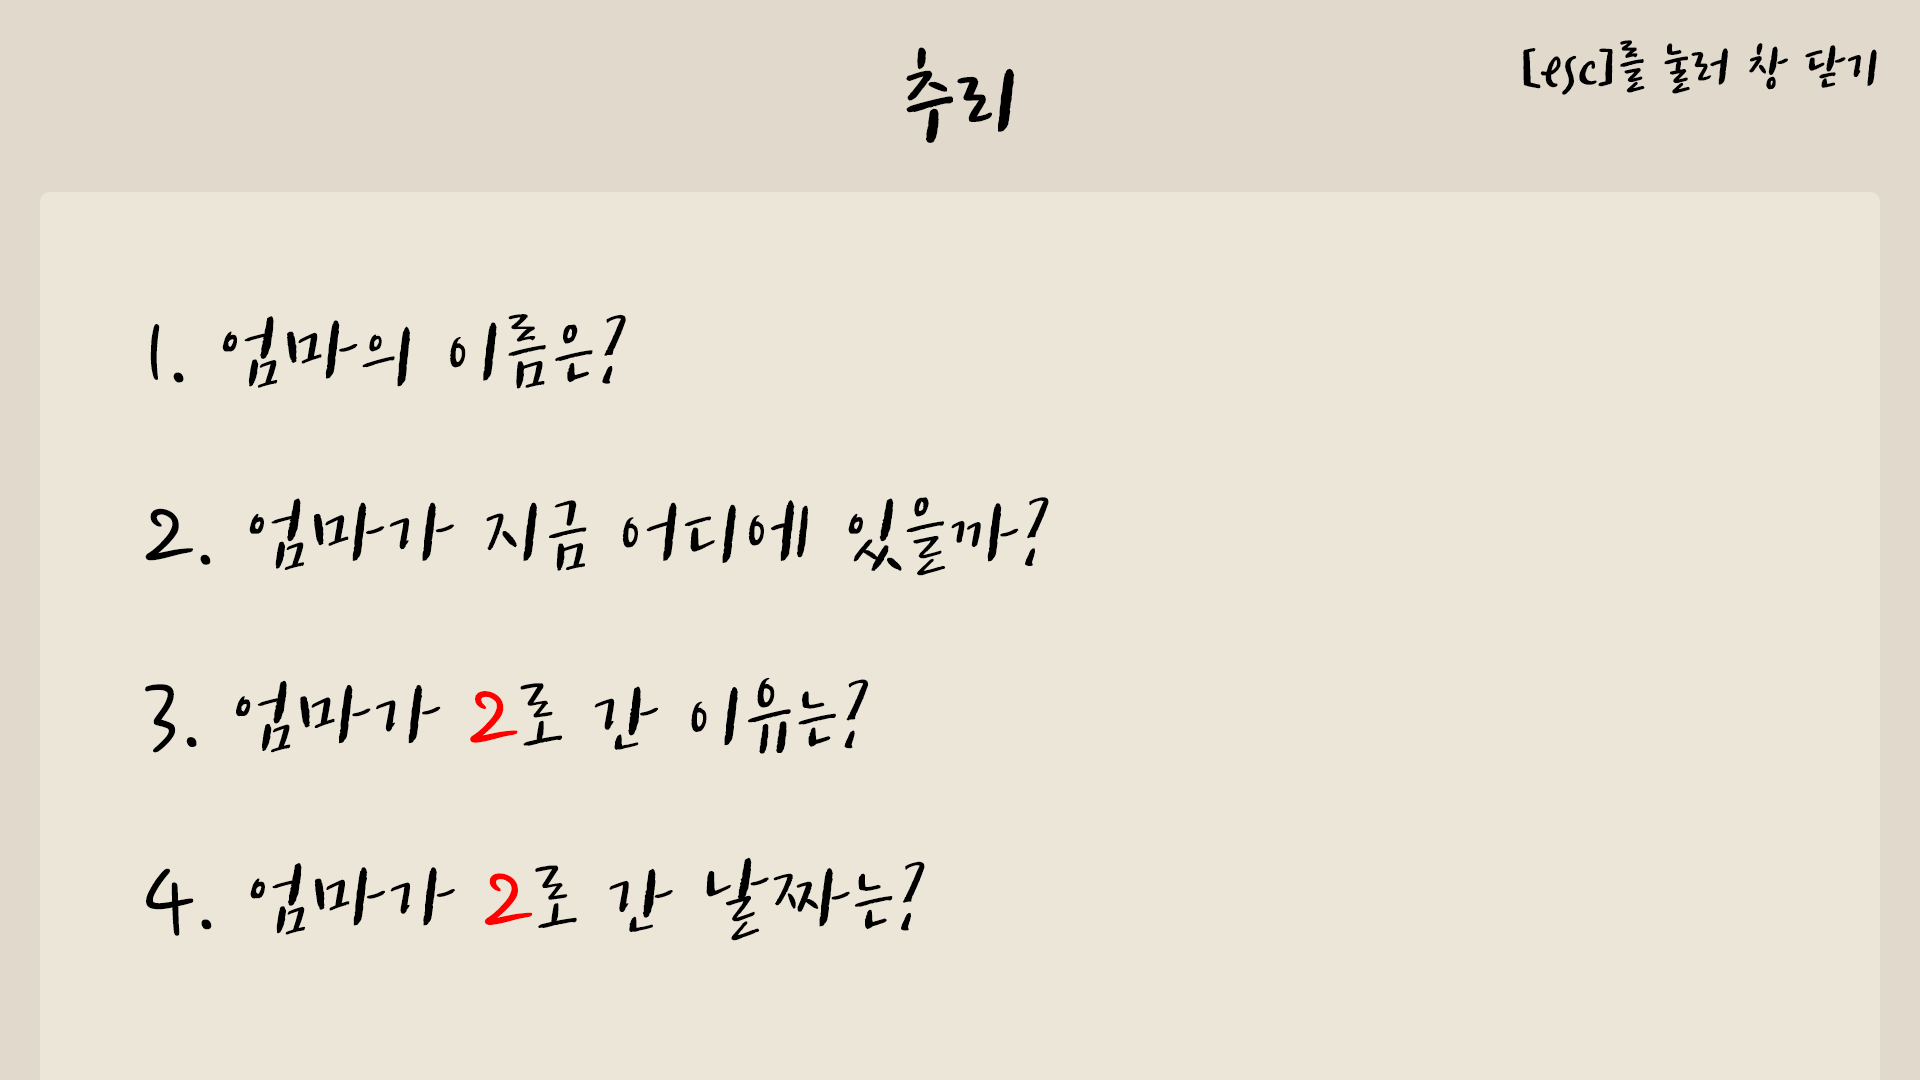 추리
[esc]를 눌러 창 닫기
1. 엄마의 이름은?
2. 엄마가 지금 어디에 있을까?
3. 엄마가 2로 간 이유는?
4. 엄마가 2로 간 날짜는?